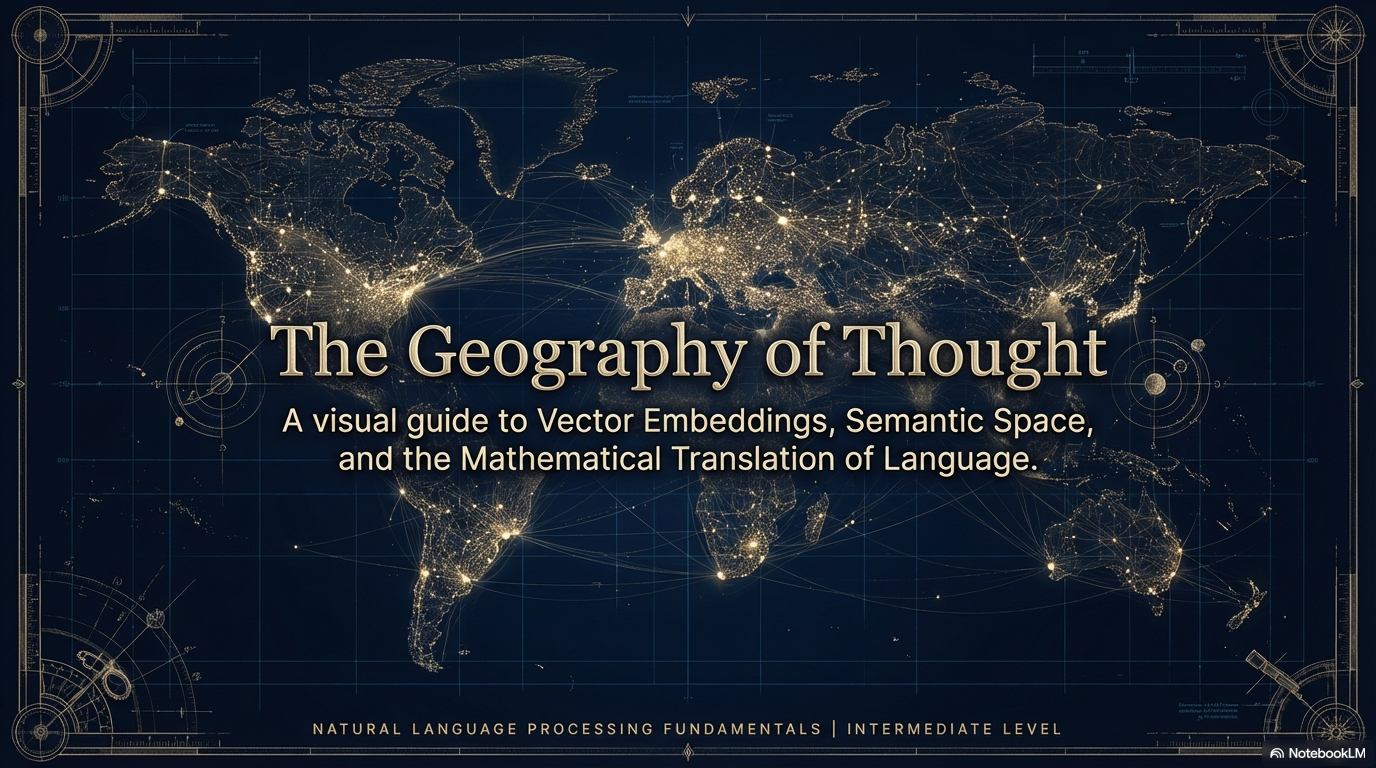 The Geography of Thought
A visual guide to Vector Embeddings, Semantic Space,
and the Mathematical Translation of Language.
NATURAL LANGUAGE PROCESSING FUNDAMENTALS | INTERMEDIATE LEVEL
NotebookLM